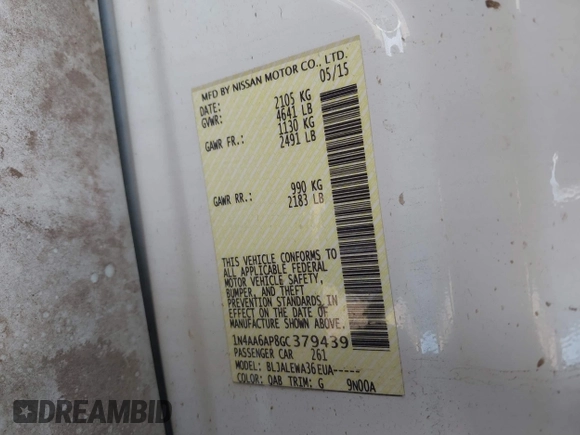 MFD BY NISSAN MOTOR CO., LTD.
DATE: 05/15
GVWR: 2105 KG
4641 LB
GAWR FR.: 1130 KG
2491 LB
GAWR RR.: 990 KG
2183 LB
THIS VEHICLE CONFORMS TO
ALL APPLICABLE FEDERAL
MOTOR VEHICLE SAFETY,
BUMPER, AND THEFT
PREVENTION STANDARDS IN
EFFECT ON THE DATE OF
MANUFACTURE SHOWN ABOVE.
1N4AA6AP8GC379439
PASSENGER CAR 261
MODEL: BLJALEWA36EUA-----
COLOR: QAB TRIM: G 9N00A
DREAMBID